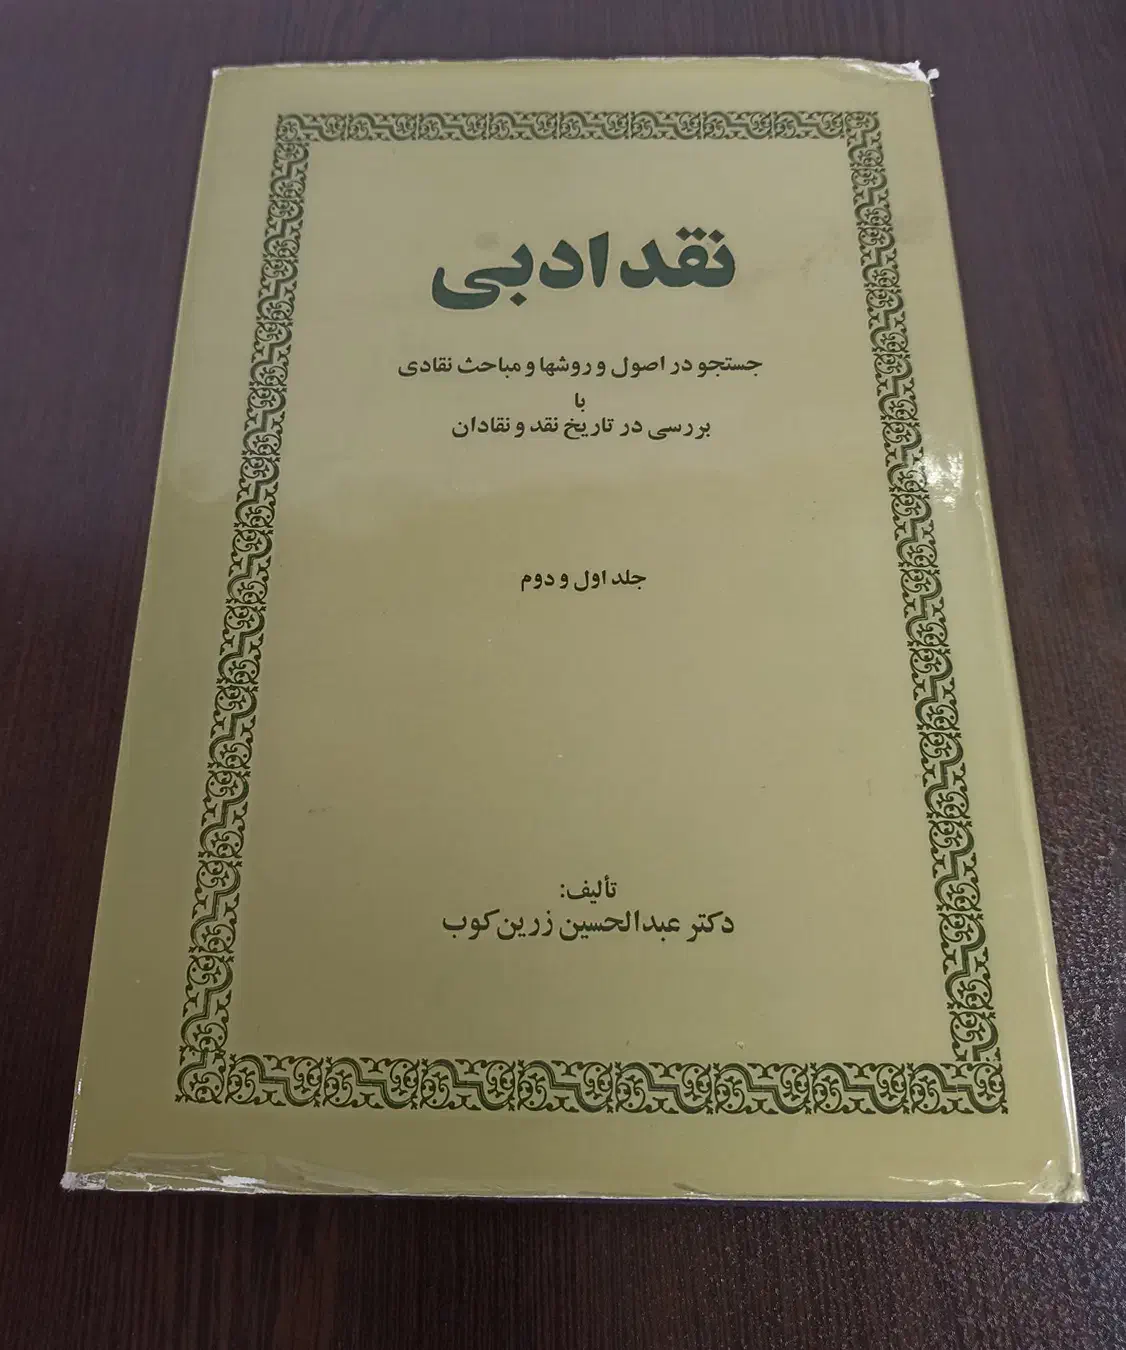 نقد ادبی
جستجو در اصول و روشها و مباحث نقادی
با
بررسی در تاریخ نقد و نقادان
جلد اول و دوم
تألیف:
دکتر عبدالحسین زرین‌کوب